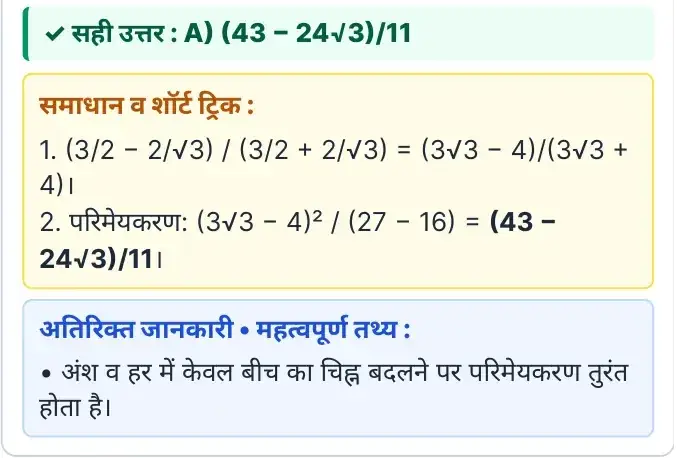 ✓ सही उत्तर : A) (43 − 24√3)/11
समाधान व शॉर्ट ट्रिक :
1. (3/2 − 2/√3) / (3/2 + 2/√3) = (3√3 − 4)/(3√3 +
4)।
2. परिमेयकरण: (3√3 − 4)² / (27 − 16) = (43 −
24√3)/11।
अतिरिक्त जानकारी • महत्वपूर्ण तथ्य :
• अंश व हर में केवल बीच का चिह्न बदलने पर परिमेयकरण तुरंत
होता है।